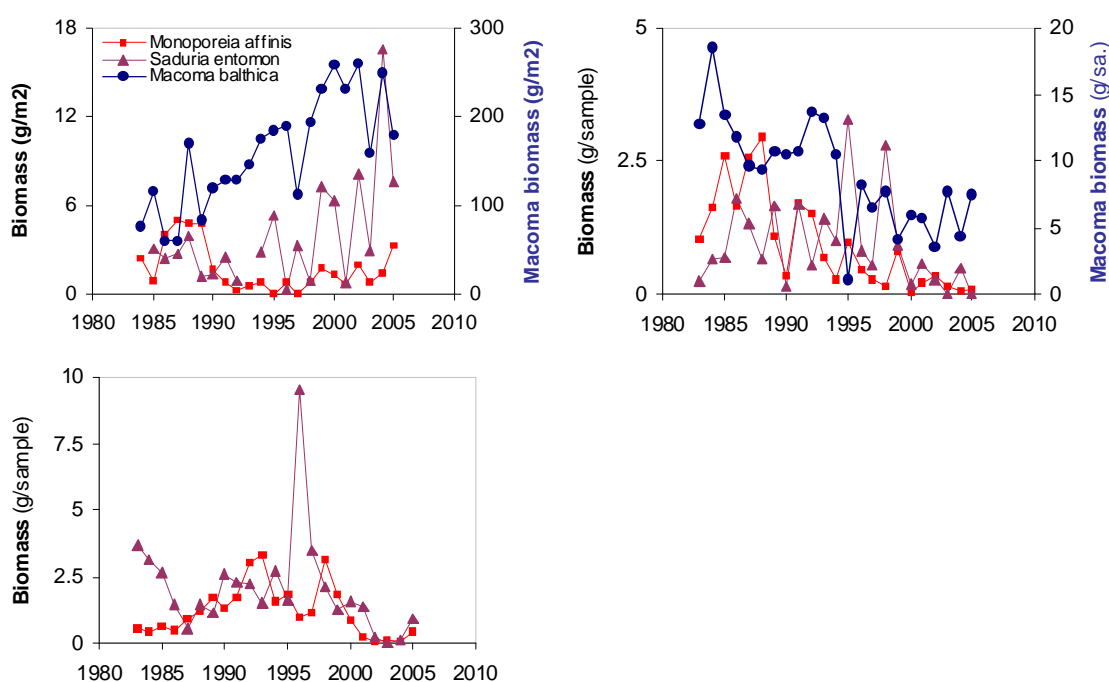 18
12
6
0
Biomass (g/m2)
Monoporeia affinis
Saduria entomon
Macoma balthica
300
200
100
0
Macoma biomass (g/m2)
1980 1985 1990 1995 2000 2005 2010
5
2.5
0
Biomass (g/sample)
20
15
10
5
0
Macoma biomass (g/sa.)
1980 1985 1990 1995 2000 2005 2010
10
7.5
5
2.5
0
Biomass (g/sample)
1980 1985 1990 1995 2000 2005 2010